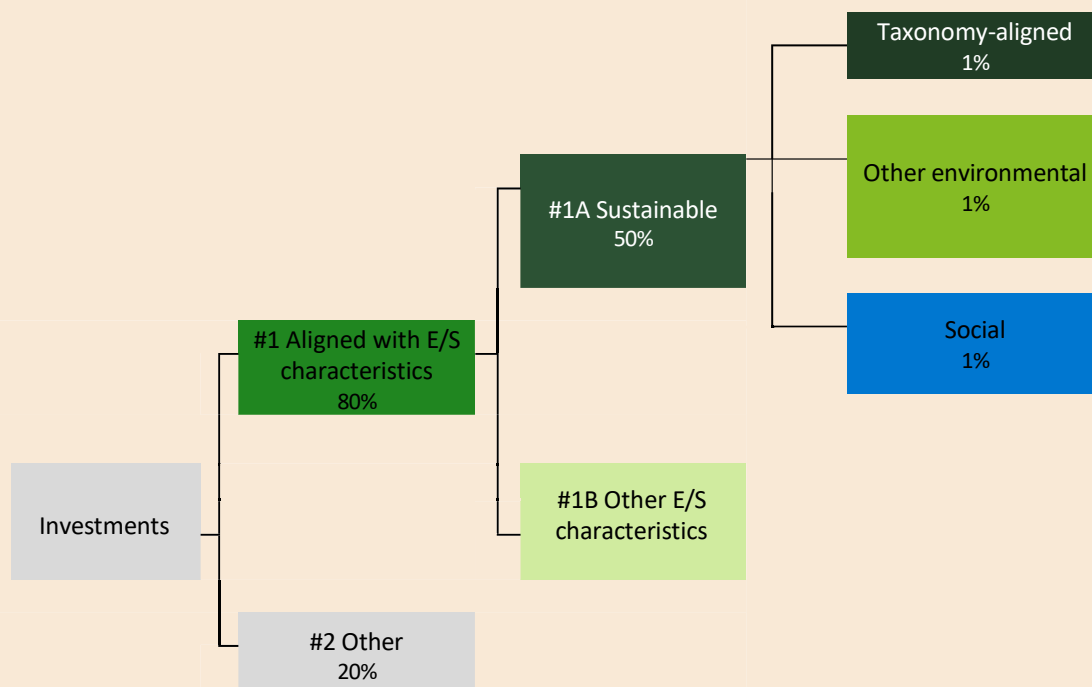 Taxonomy-aligned
1%
Other environmental
1%
#1A Sustainable
50%
Social
1%
#1 Aligned with E/S
characteristics
80%
#1B Other E/S
characteristics
Investments
#2 Other
20%